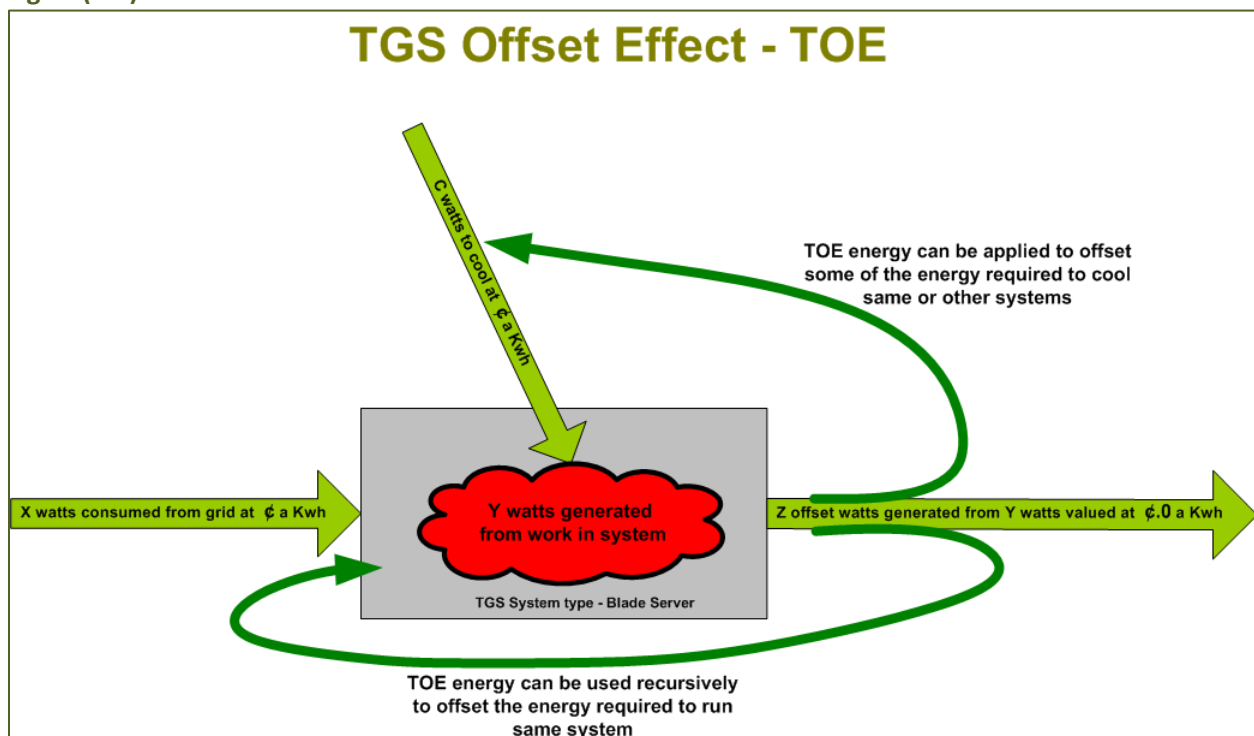 TGS Offset Effect - TOE
C watts to cool at ¢ a Kwh
TOE energy can be applied to offset
some of the energy required to cool
same or other systems
X watts consumed from grid at ¢ a Kwh
Y watts generated
from work in system
Z offset watts generated from Y watts valued at ¢.0 a Kwh
TGS System type - Blade Server
TOE energy can be used recursively
to offset the energy required to run
same system